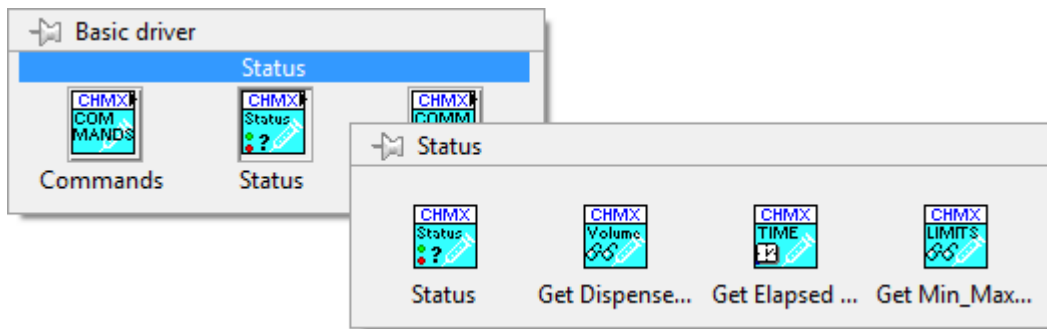 Basic driver
Status
CHMX
COM
MANDS
Commands
CHMX
Status
?
Status
CHMX
COMM
Status
CHMX
Status
?
Status
CHMX
Volume
Get Dispense...
CHMX
TIME
Get Elapsed ...
CHMX
LIMITS
Get Min_Max...